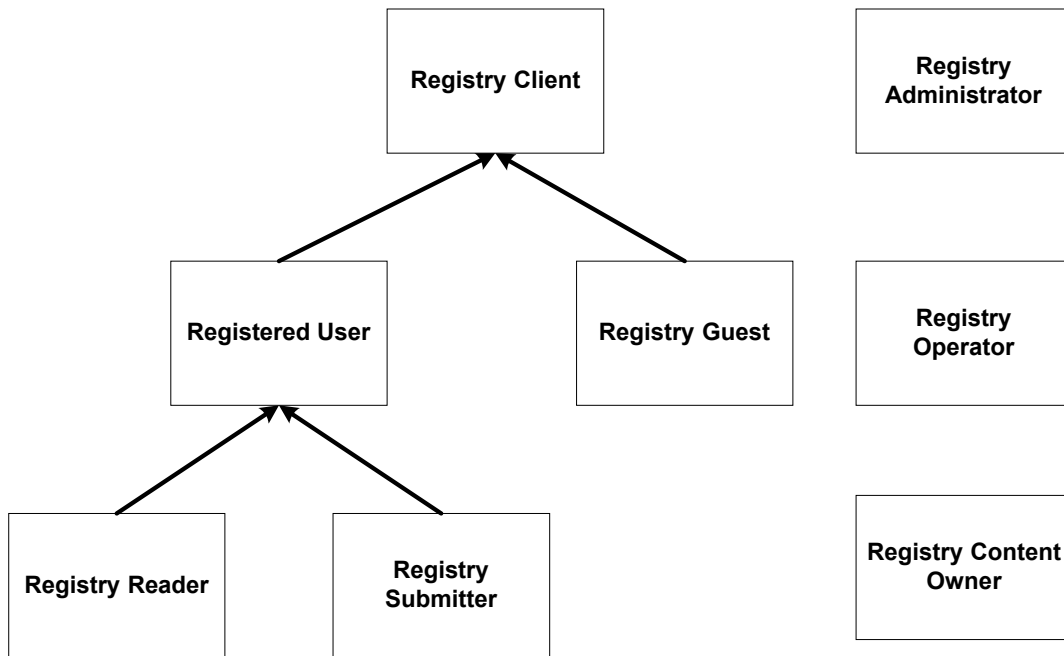 Registry Client
Registry
Administrator
Registered User
Registry Guest
Registry
Operator
Registry Reader
Registry
Submitter
Registry Content
Owner